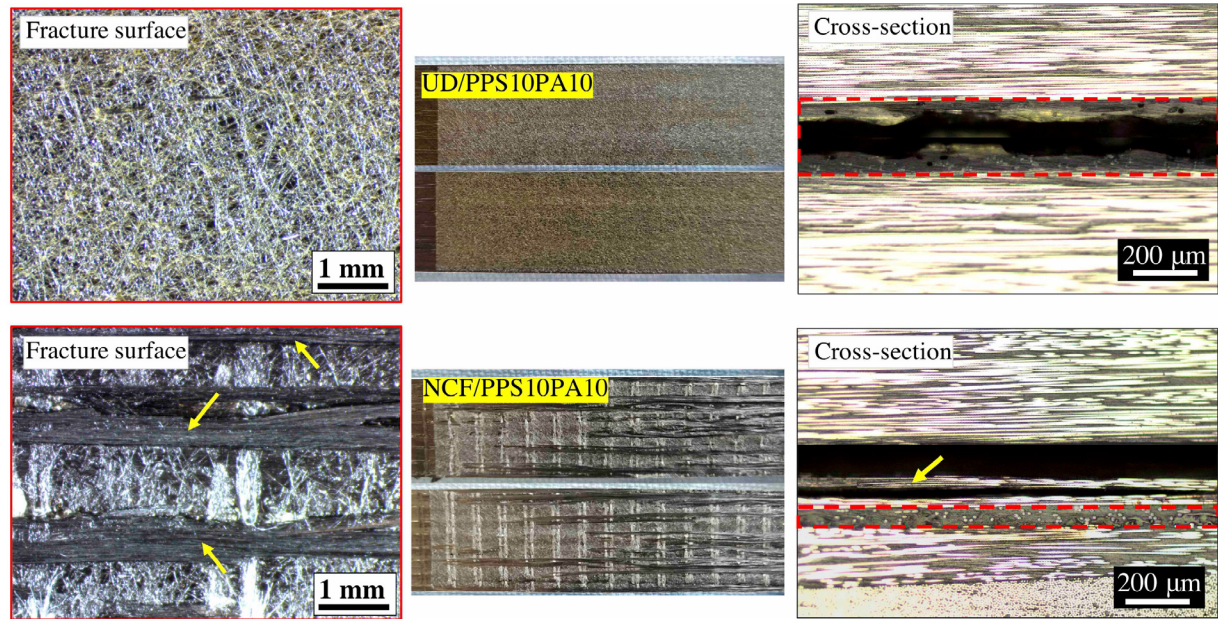 Fracture surface
1 mm
UD/PPS10PA10
Cross-section
200 µm
Fracture surface
1 mm
NCF/PPS10PA10
Cross-section
200 µm